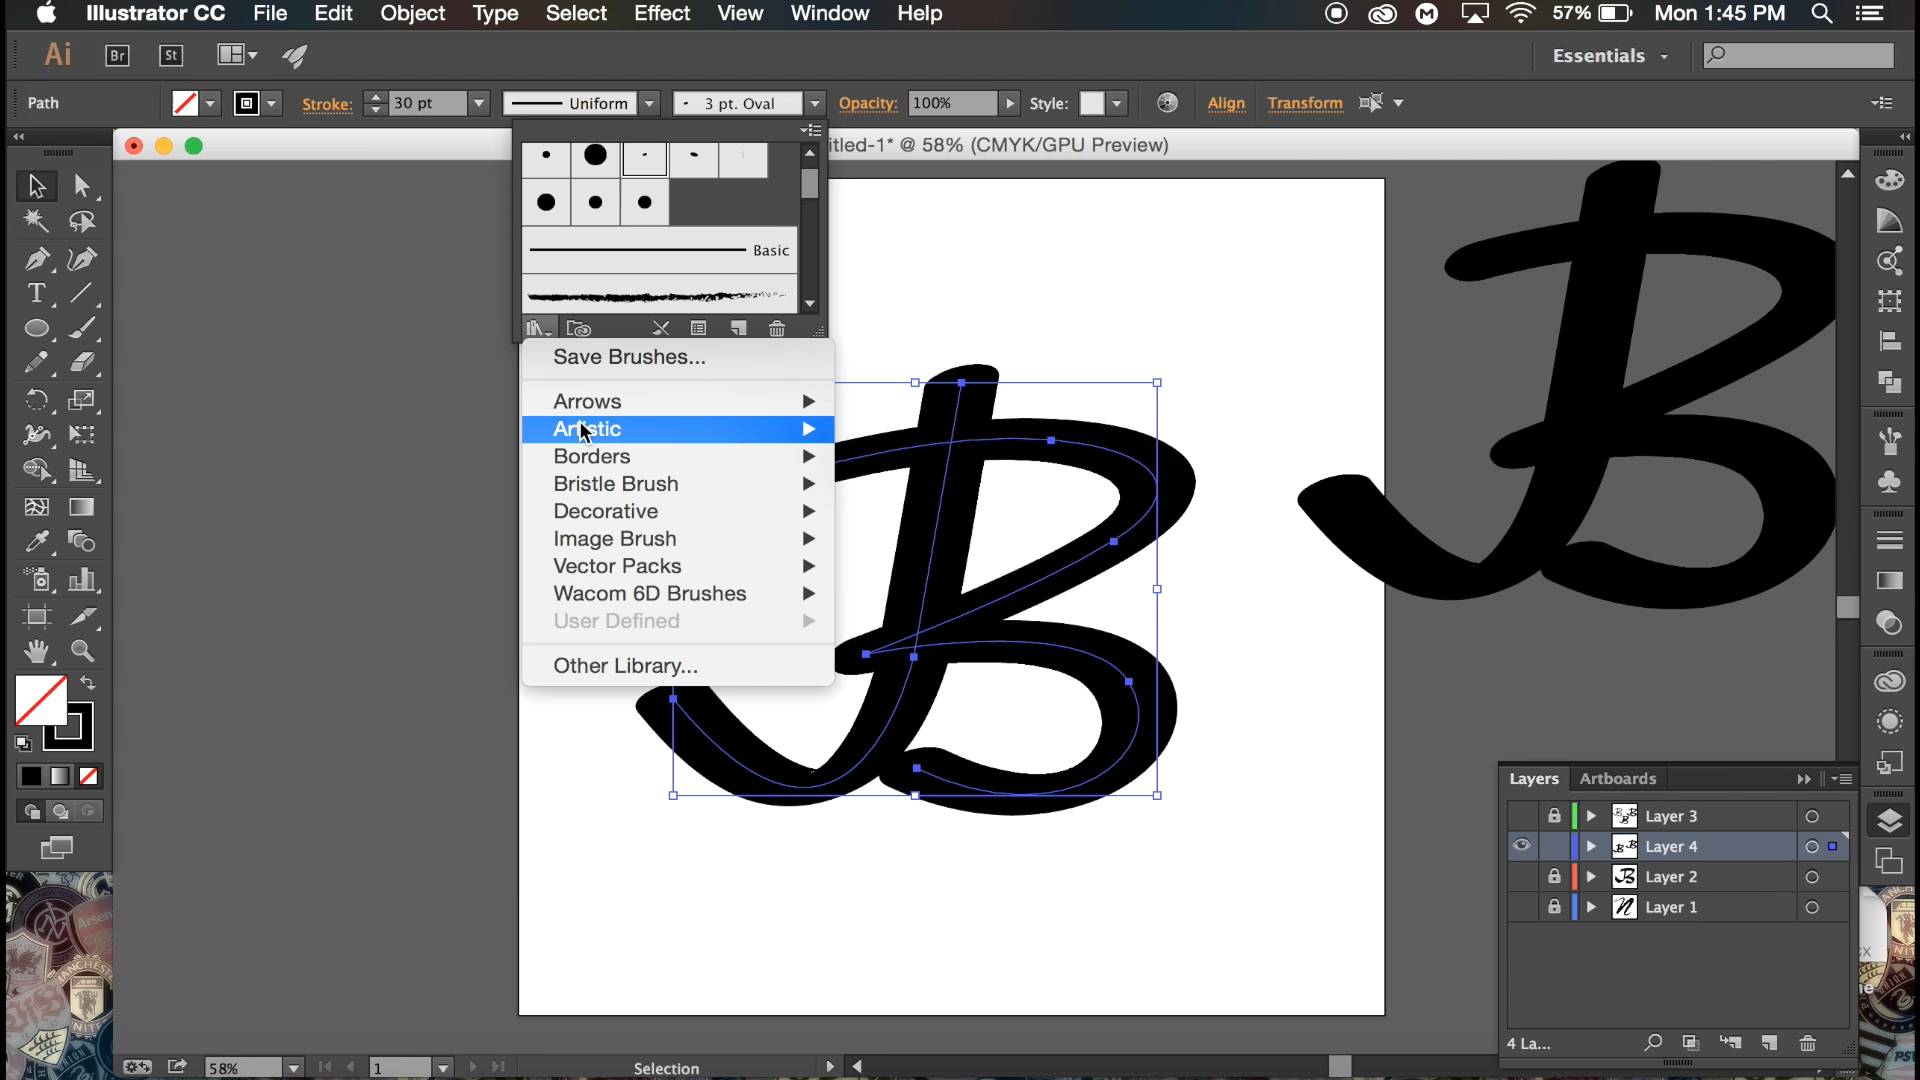 Illustrator CC File Edit Object Type Select Effect View Window Help 57% Mon 1:45 PM
Ai Br St Essentials
Path Stroke: 30 pt Uniform 3 pt. Oval Opacity: 100% Style: Align Transform
itled-1* @ 58% (CMYK/GPU Preview)
Basic
Save Brushes...
Arrows
Artistic
Borders
Bristle Brush
Decorative
Image Brush
Vector Packs
Wacom 6D Brushes
User Defined
Other Library...
B
B
Layers Artboards
Layer 3
Layer 4
Layer 2
Layer 1
4 La...
58% 1 Selection